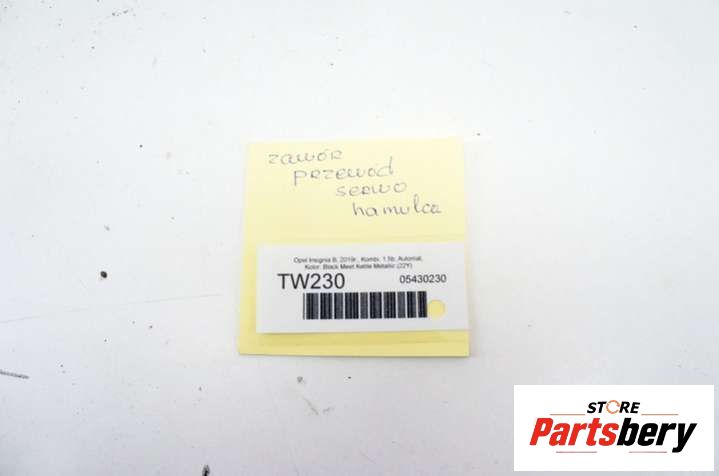 zawór
przewód
serwo
hamulca
Opel Insignia B, 2019r., Kombi, 1.5b, Automat,
Kolor: Black Meet Kettle Metallic (22Y)
TW230 05430230
STORE
Partsbery